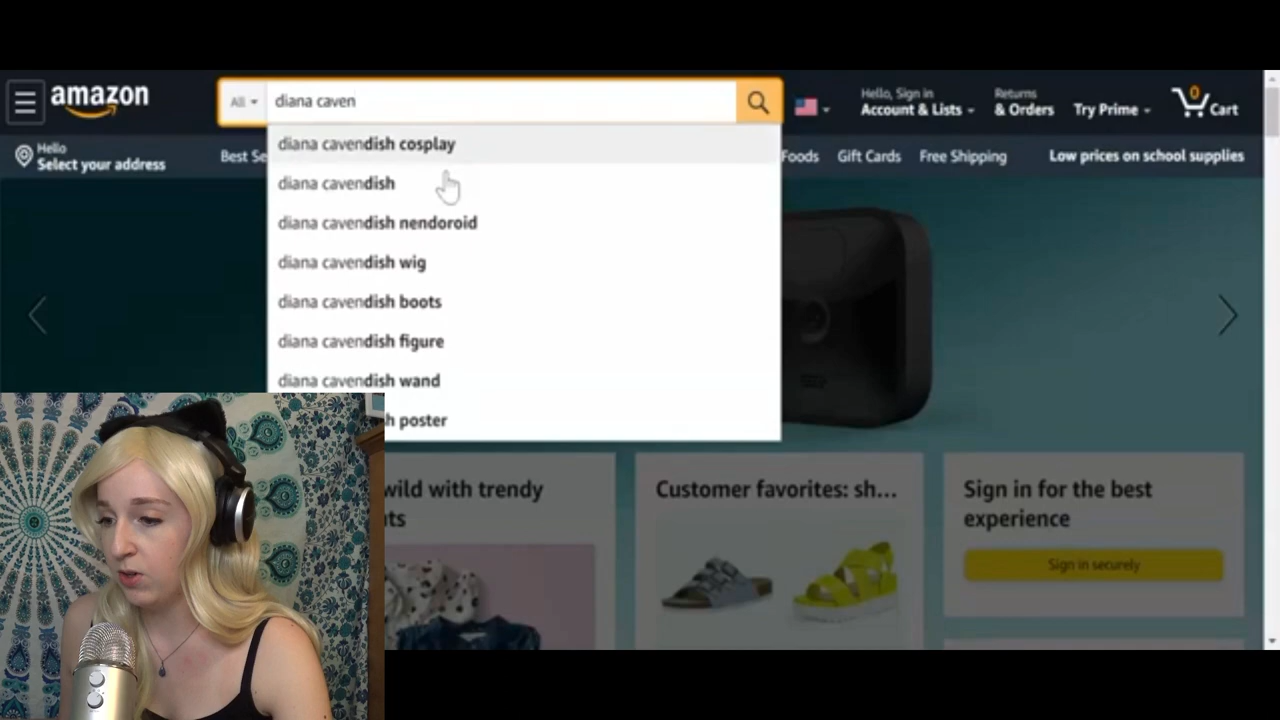 amazon
All
diana caven
Hello, Sign in
Account & Lists
Returns
& Orders
Try Prime
0
Cart
Hello
Select your address
Best Se
Foods
Gift Cards
Free Shipping
Low prices on school supplies
diana cavendish cosplay
diana cavendish
diana cavendish nendoroid
diana cavendish wig
diana cavendish boots
diana cavendish figure
diana cavendish wand
h poster
wild with trendy
ts
Customer favorites: sh...
Sign in for the best
experience
Sign in securely